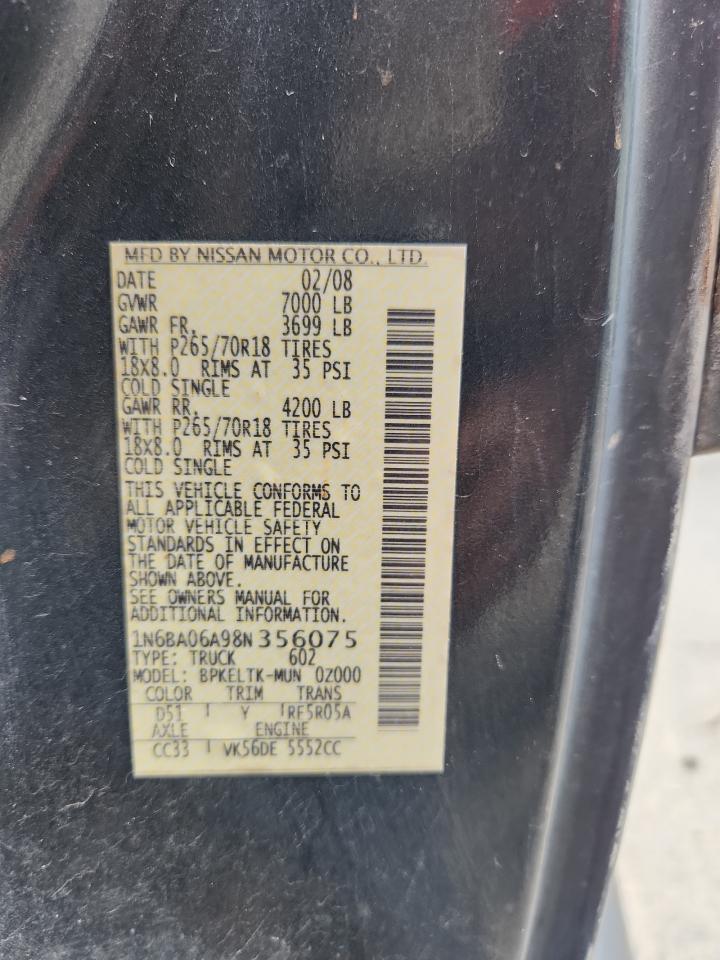 MFD BY NISSAN MOTOR CO., LTD.
DATE 02/08
GVWR 7000 LB
GAWR FR. 3699 LB
WITH P265/70R18 TIRES
18X8.0 RIMS AT 35 PSI
COLD SINGLE
GAWR RR. 4200 LB
WITH P265/70R18 TIRES
18X8.0 RIMS AT 35 PSI
COLD SINGLE
THIS VEHICLE CONFORMS TO
ALL APPLICABLE FEDERAL
MOTOR VEHICLE SAFETY
STANDARDS IN EFFECT ON
THE DATE OF MANUFACTURE
SHOWN ABOVE.
SEE OWNERS MANUAL FOR
ADDITIONAL INFORMATION.
1N6BA06A98N356075
TYPE: TRUCK 602
MODEL: BPKELTK-MUN 0Z000
COLOR TRIM TRANS
D51 Y RE5R05A
AXLE ENGINE
CC33 VK56DE 5552CC